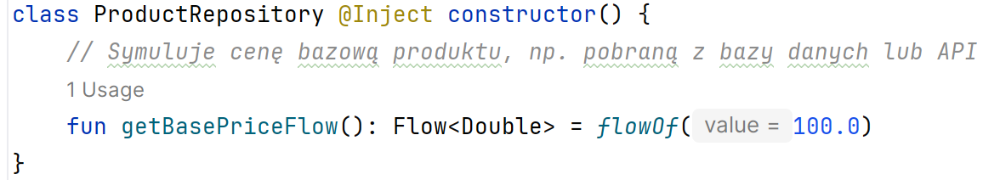 class ProductRepository @Inject constructor() {
// Symuluje cenę bazową produktu, np. pobraną z bazy danych lub API
1 Usage
fun getBasePriceFlow(): Flow<Double> = flowOf( value = 100.0)
}